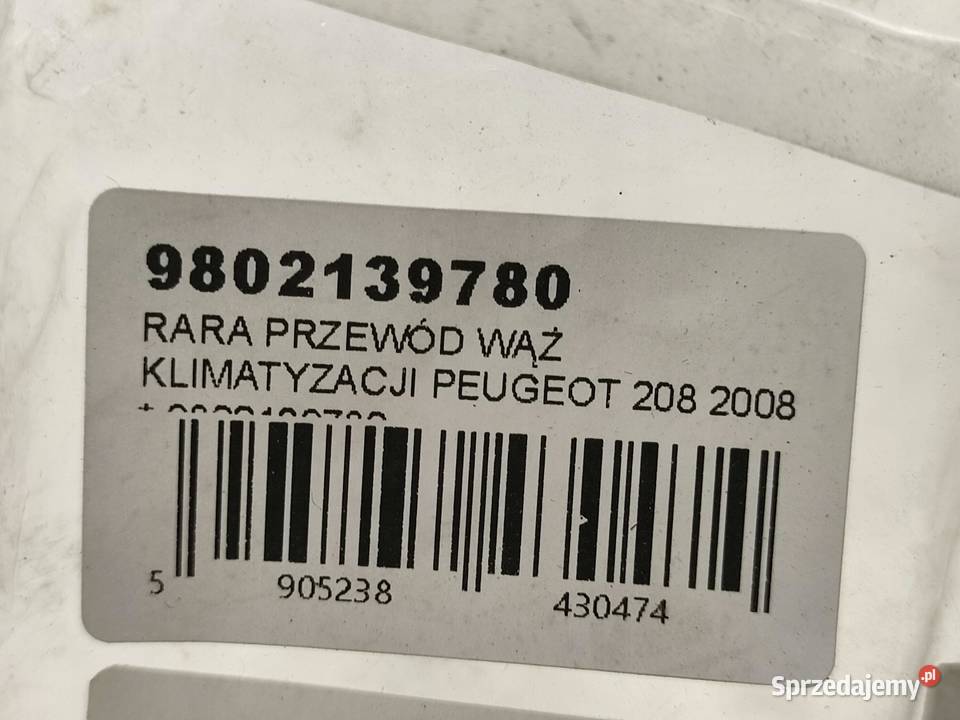 9802139780
RARA PRZEWÓD WĄŻ
KLIMATYZACJI PEUGEOT 208 2008
5 905238 430474
Sprzedajemy.pl